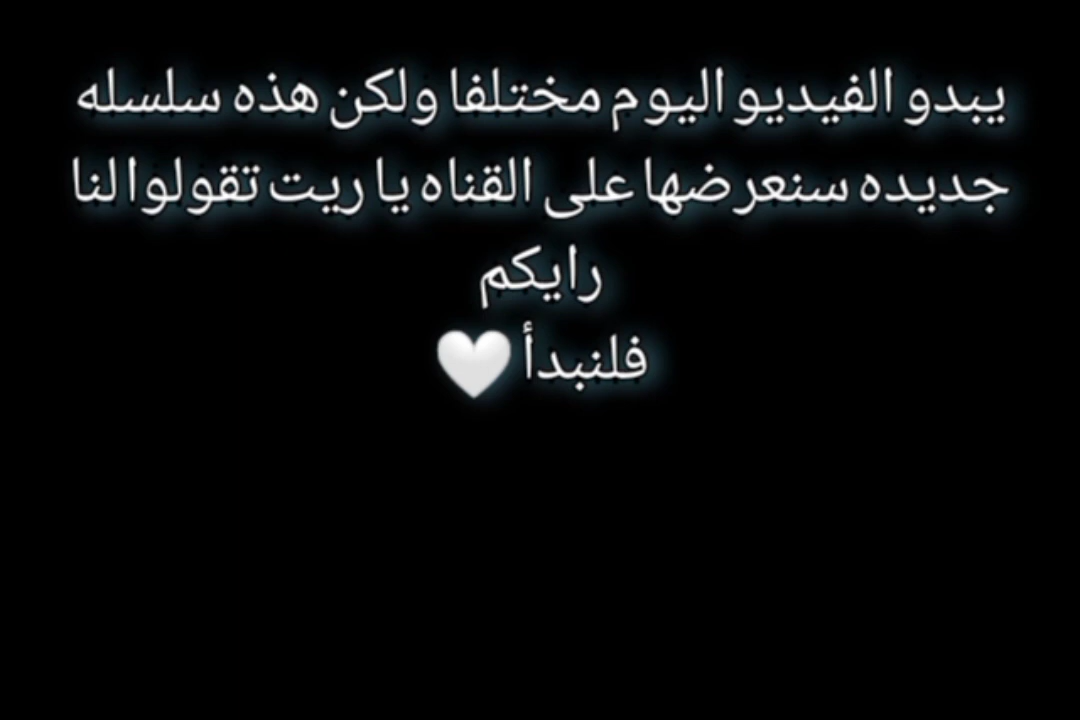 يبدو الفيديو اليوم مختلفا ولكن هذه سلسله
جديده سنعرضها على القناه يا ريت تقولوا لنا
رايكم
فلنبدأ 🤍